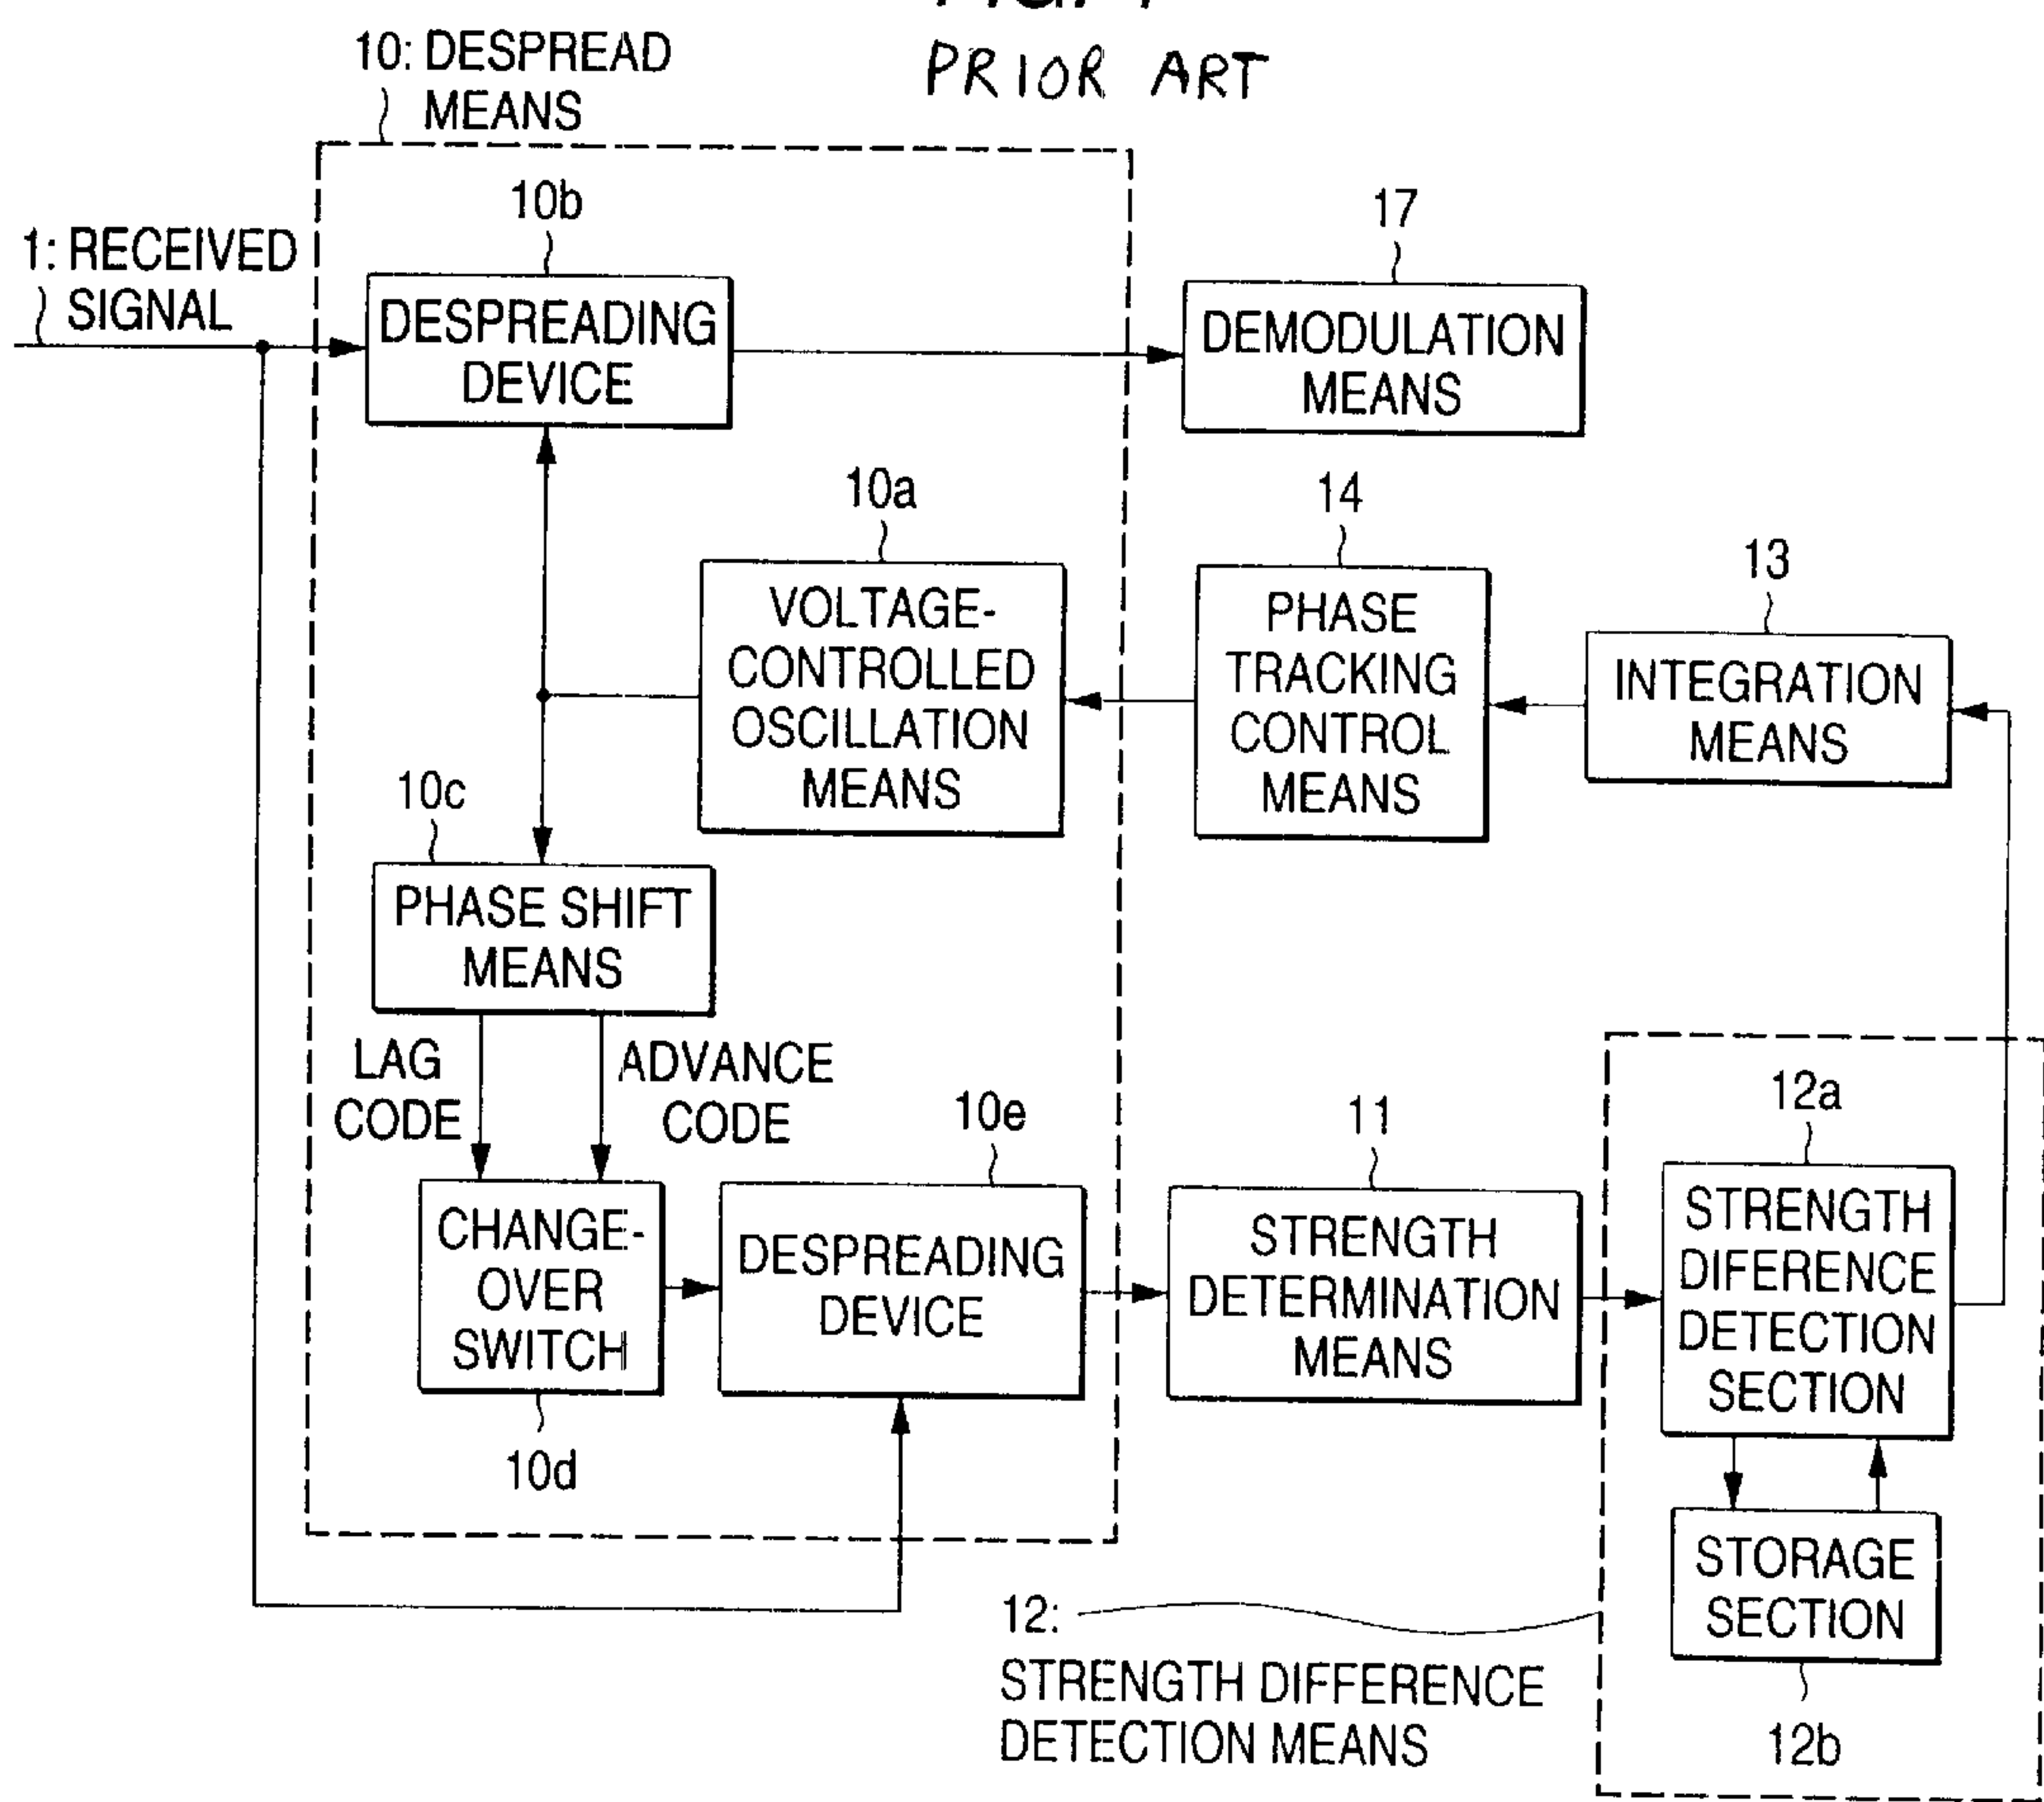 PRIOR ART
10: DESPREAD
MEANS
1: RECEIVED
SIGNAL
10b
DESPREADING
DEVICE
17
DEMODULATION
MEANS
10a
VOLTAGE-
CONTROLLED
OSCILLATION
MEANS
14
PHASE
TRACKING
CONTROL
MEANS
13
INTEGRATION
MEANS
10c
PHASE SHIFT
MEANS
LAG
CODE
ADVANCE
CODE
CHANGE-
OVER
SWITCH
10d
10e
DESPREADING
DEVICE
11
STRENGTH
DETERMINATION
MEANS
12a
STRENGTH
DIFERENCE
DETECTION
SECTION
STORAGE
SECTION
12b
12:
STRENGTH DIFFERENCE
DETECTION MEANS